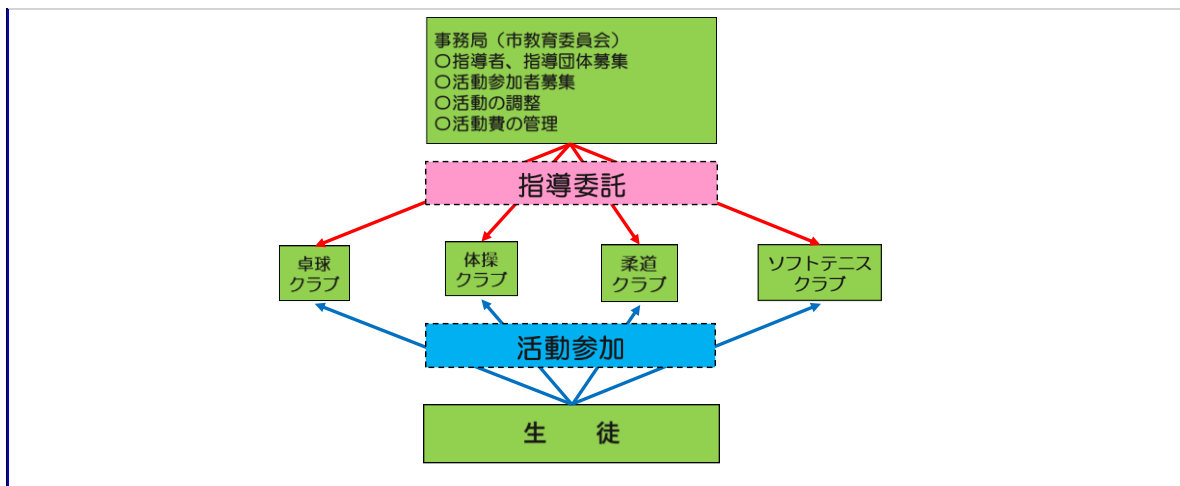 事務局（市教育委員会）
〇指導者、指導団体募集
〇活動参加者募集
〇活動の調整
〇活動費の管理
指導委託
卓球
クラブ
体操
クラブ
柔道
クラブ
ソフトテニス
クラブ
活動参加
生　　徒